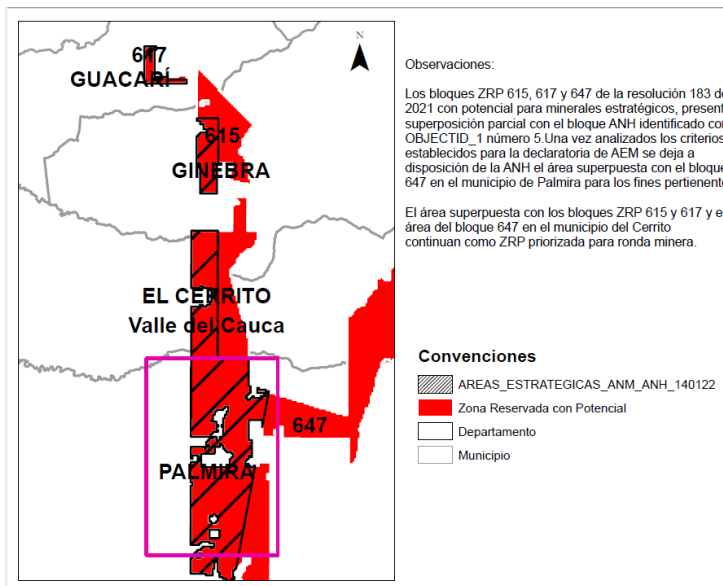 617
GUACARÍ
615
GINEBRA
EL CERRITO
Valle del Cauca
647
PALMIRA
N
Observaciones:
Los bloques ZRP 615, 617 y 647 de la resolución 183 de
2021 con potencial para minerales estratégicos, present
superposición parcial con el bloque ANH identificado con
OBJECTID_1 número 5.Una vez analizados los criterios
establecidos para la declaratoria de AEM se deja a
disposición de la ANH el área superpuesta con el bloque
647 en el municipio de Palmira para los fines pertienente
El área superpuesta con los bloques ZRP 615 y 617 y e
área del bloque 647 en el municipio del Cerrito
continuan como ZRP priorizada para ronda minera.
Convenciones
AREAS_ESTRATEGICAS_ANM_ANH_140122
Zona Reservada con Potencial
Departamento
Municipio